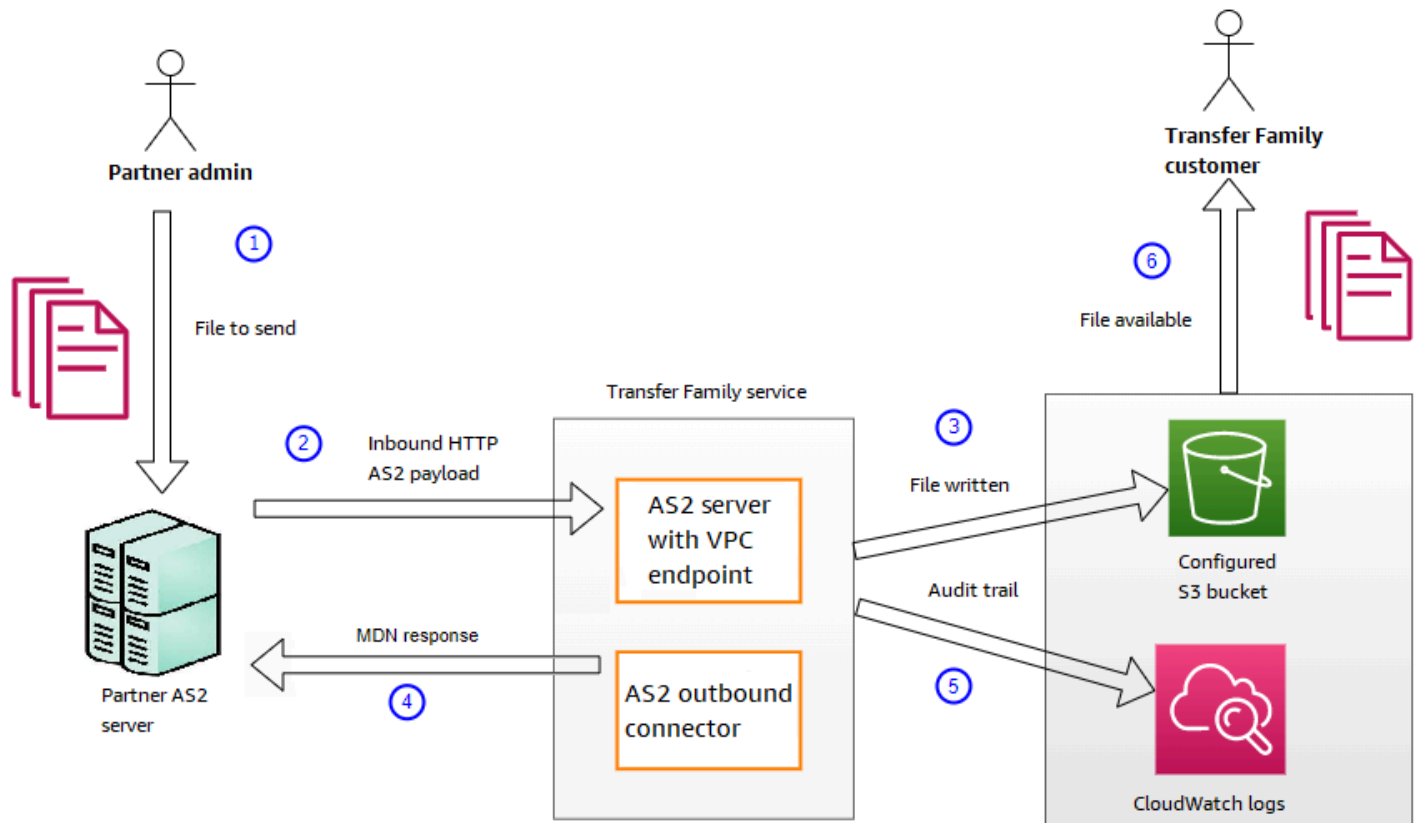 Partner admin
Transfer Family
customer
1
File to send
6
File available
Transfer Family service
2
Inbound HTTP
AS2 payload
3
File written
AS2 server
with VPC
endpoint
Configured
S3 bucket
Audit trail
MDN response
4
5
AS2 outbound
connector
Partner AS2
server
CloudWatch logs